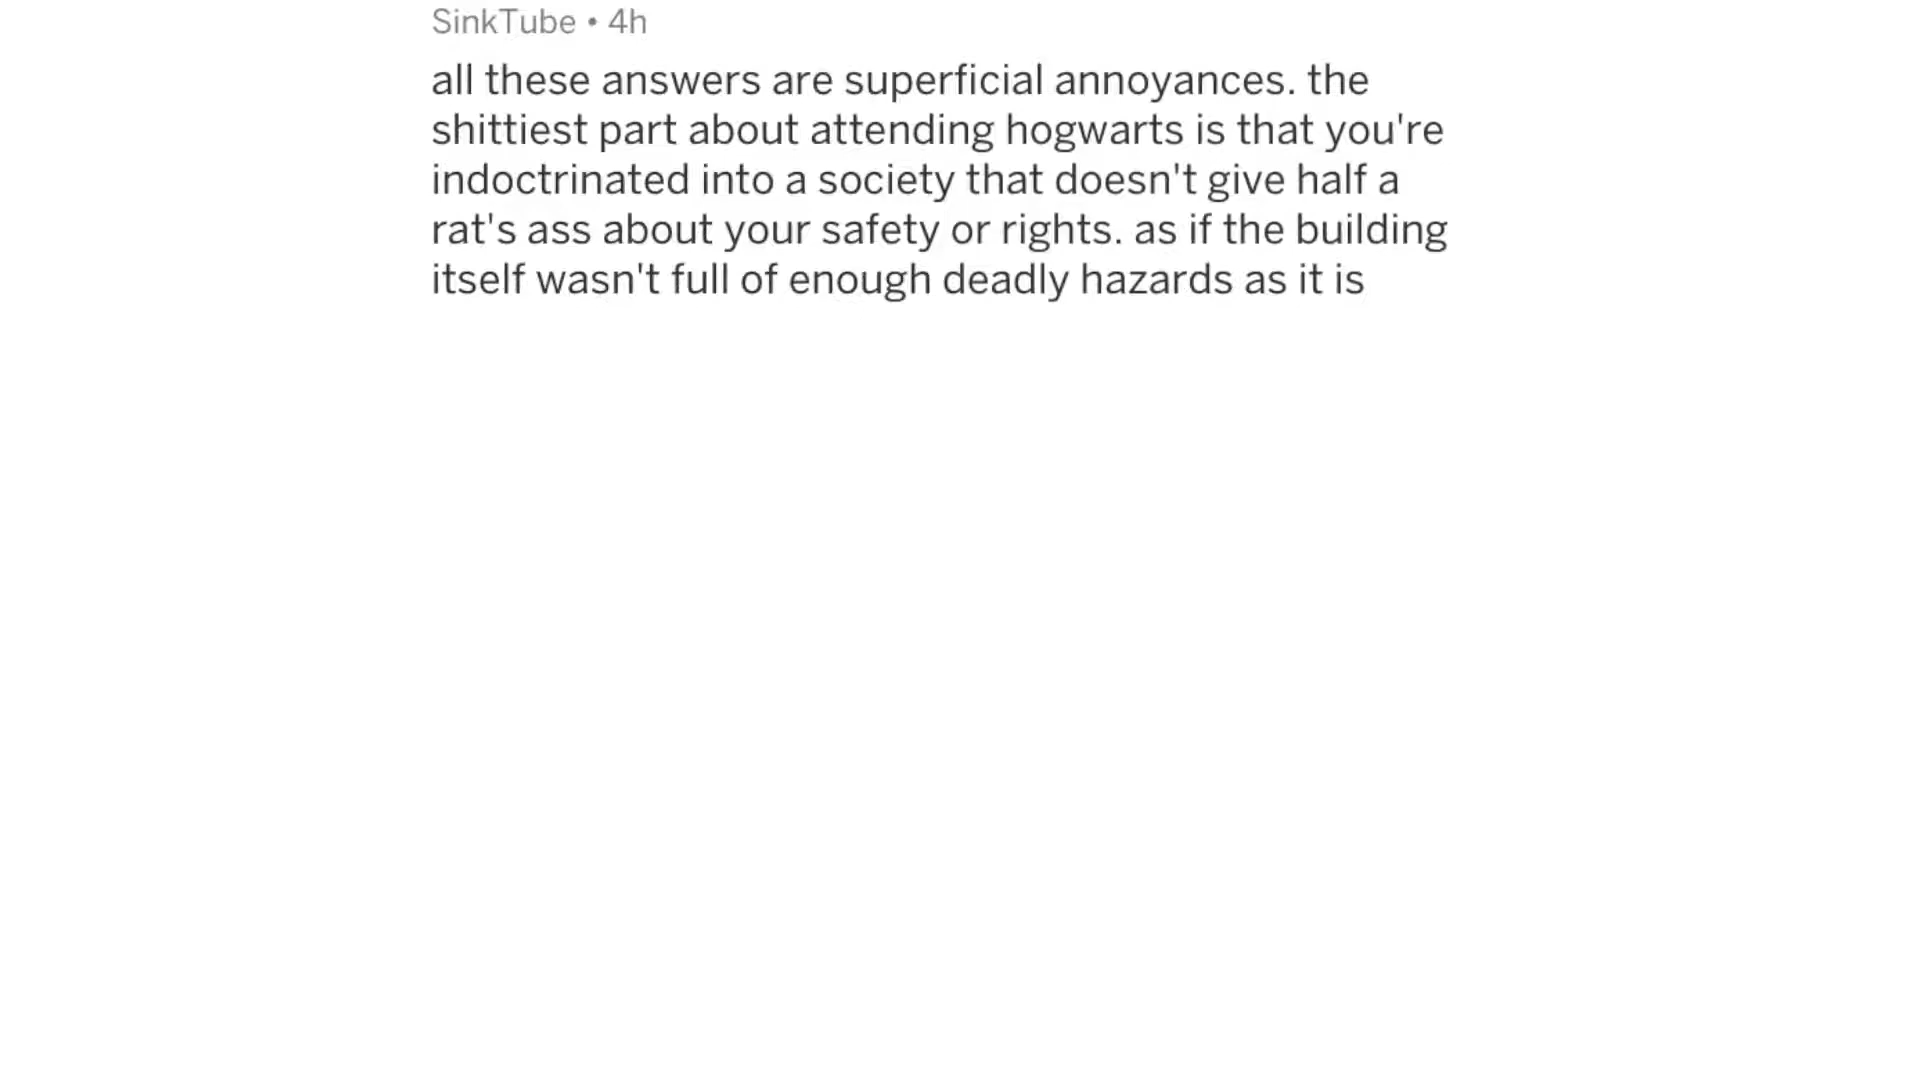 SinkTube • 4h
all these answers are superficial annoyances. the
shittiest part about attending hogwarts is that you're
indoctrinated into a society that doesn't give half a
rat's ass about your safety or rights. as if the building
itself wasn't full of enough deadly hazards as it is